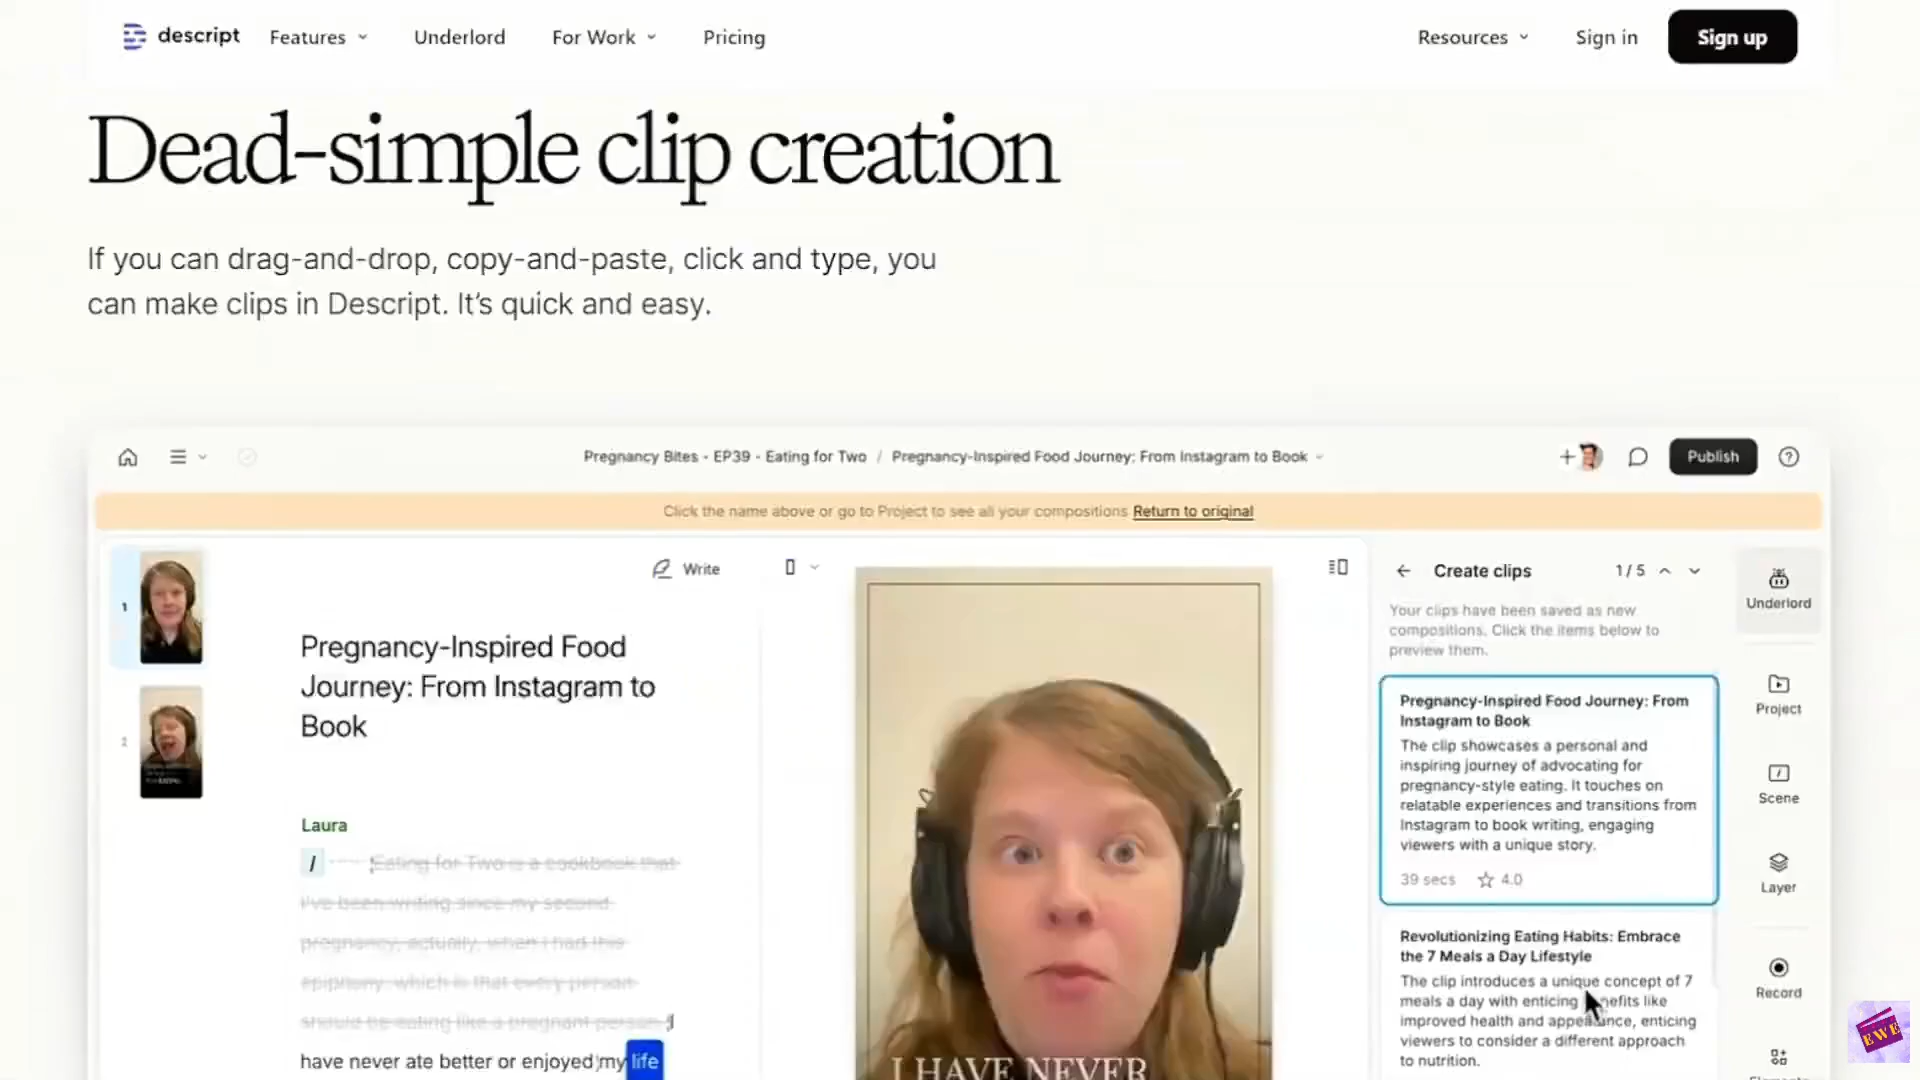 descript Features Underlord For Work Pricing Resources Sign in Sign up
Dead-simple clip creation
If you can drag-and-drop, copy-and-paste, click and type, you
can make clips in Descript. It's quick and easy.
Pregnancy Bites - EP39 - Eating for Two / Pregnancy-Inspired Food Journey: From Instagram to Book
Publish
Click the name above or go to Project to see all your compositions Return to original
1
2
Write
Pregnancy-Inspired Food
Journey: From Instagram to
Book
Laura
/ Eating for Two is a cookbook that
I've been writing since my second
pregnancy, actually, when I had this
epiphany, which is that every person
should be eating like a pregnant person. I
have never ate better or enjoyed my life
I HAVE NEVER
Create clips 1 / 5
Your clips have been saved as new
compositions. Click the items below to
preview them.
Pregnancy-Inspired Food Journey: From
Instagram to Book
The clip showcases a personal and
inspiring journey of advocating for
pregnancy-style eating. It touches on
relatable experiences and transitions from
Instagram to book writing, engaging
viewers with a unique story.
39 secs 4.0
Revolutionizing Eating Habits: Embrace
the 7 Meals a Day Lifestyle
The clip introduces a unique concept of 7
meals a day with enticing benefits like
improved health and appearance, enticing
viewers to consider a different approach
to nutrition.
Underlord
Project
Scene
Layer
Record
EWE